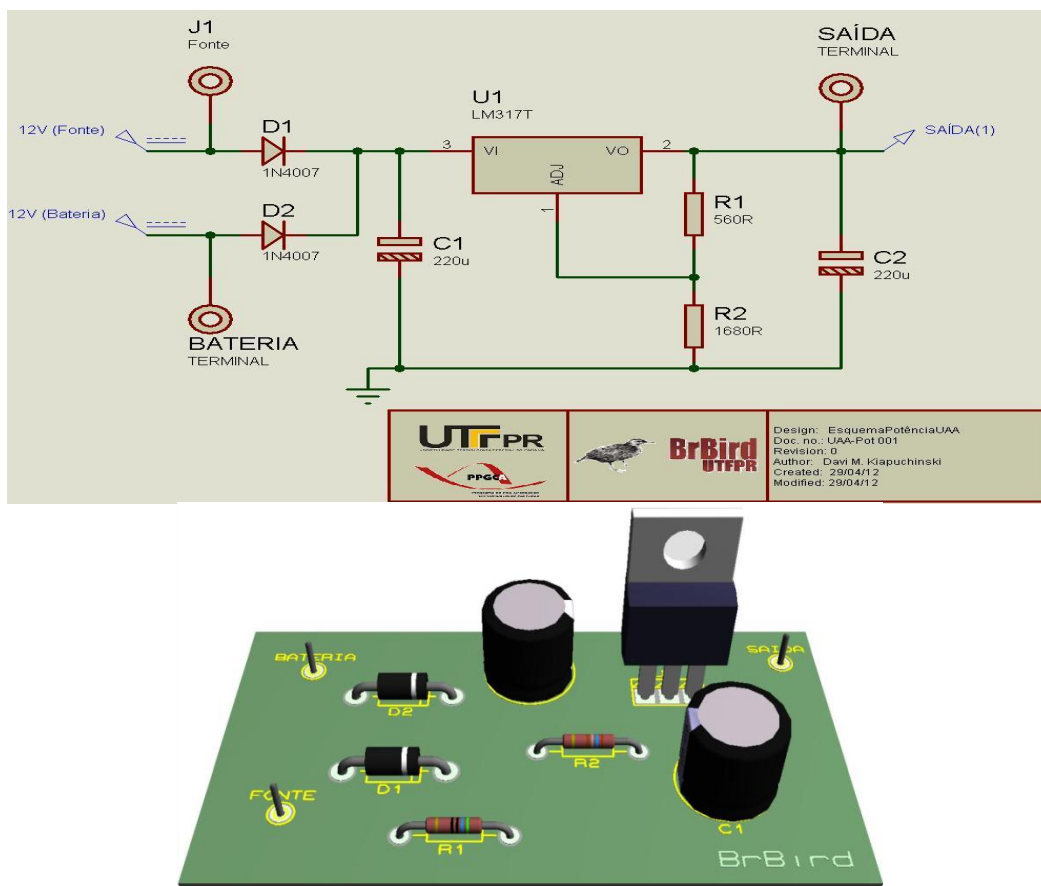 J1
Fonte
SAÍDA
TERMINAL
U1
LM317T
12V (Fonte)
D1
1N4007
3
VI
VO
2
SAÍDA(1)
ADJ
1
R1
560R
12V (Bateria)
D2
1N4007
C1
220u
C2
220u
BATERIA
TERMINAL
R2
1680R
UTFPR
PPGCA
BrBird
UTFPR
Design: EsquemaPotênciaUAA
Doc. no.: UAA-Pot 001
Revision: 0
Author: Davi M. Kiapuchinski
Created: 29/04/12
Modified: 29/04/12
BATERIA
SAIDA
D2
R2
D1
FONTE
C1
R1
BrBird